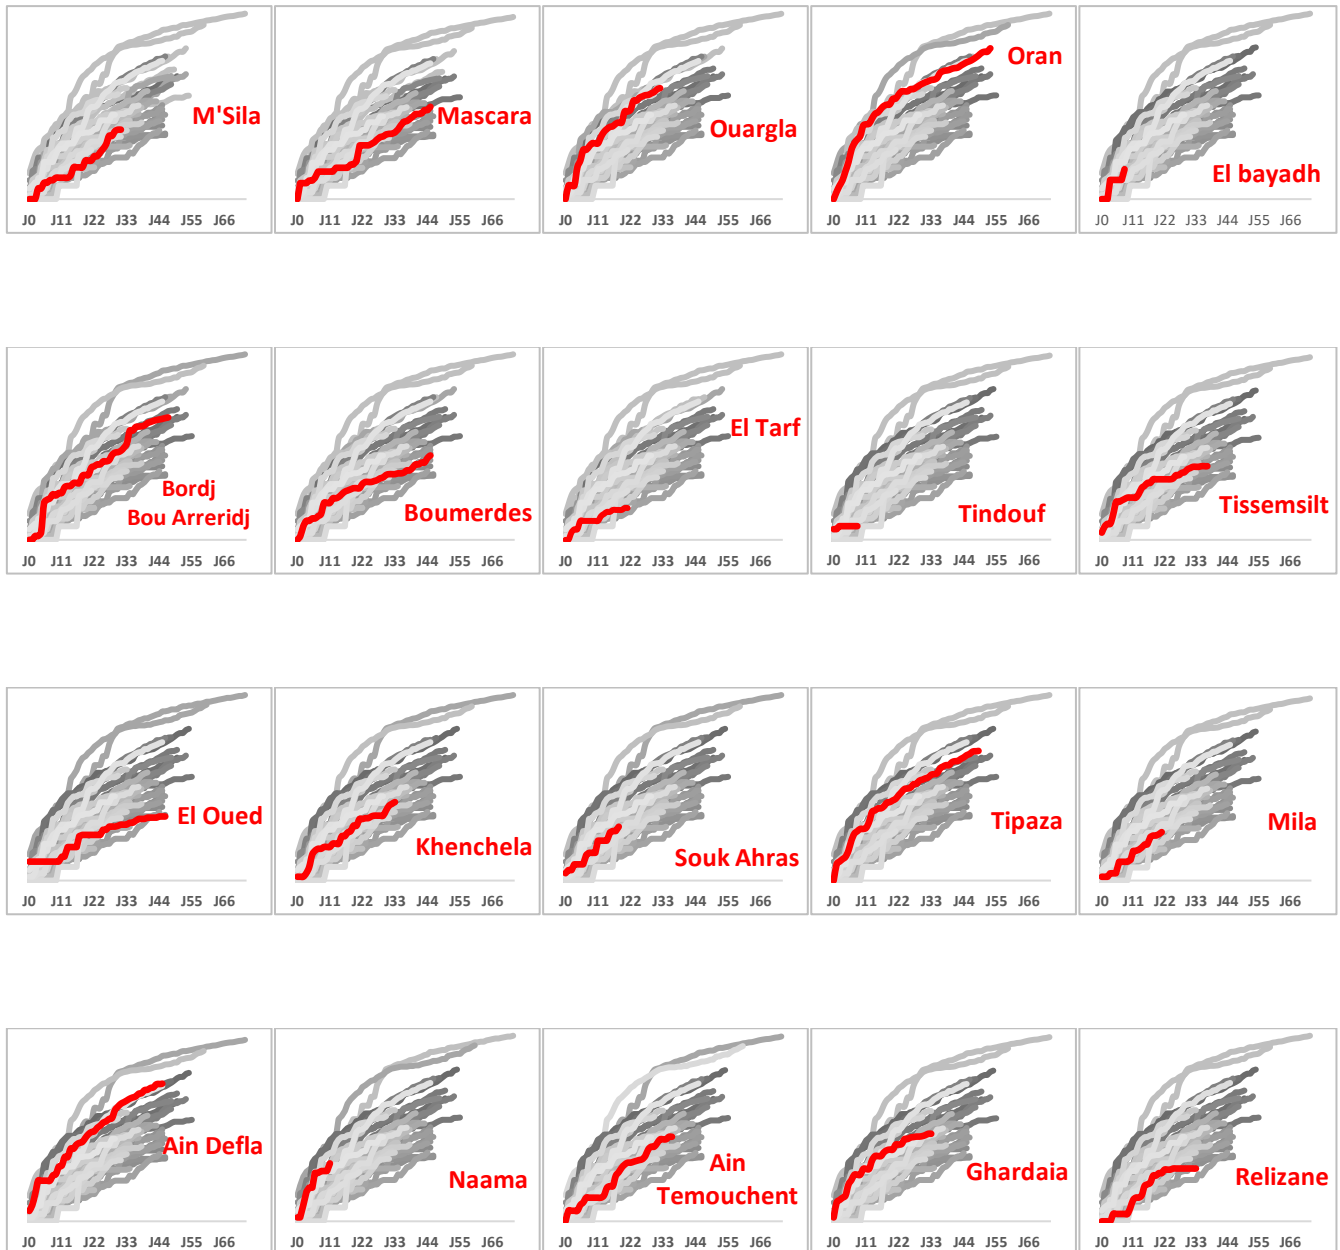 M'Sila
J0 J11 J22 J33 J44 J55 J66
Mascara
J0 J11 J22 J33 J44 J55 J66
Ouargla
J0 J11 J22 J33 J44 J55 J66
Oran
J0 J11 J22 J33 J44 J55 J66
El bayadh
J0 J11 J22 J33 J44 J55 J66
Bordj
Bou Arreridj
J0 J11 J22 J33 J44 J55 J66
Boumerdes
J0 J11 J22 J33 J44 J55 J66
El Tarf
J0 J11 J22 J33 J44 J55 J66
Tindouf
J0 J11 J22 J33 J44 J55 J66
Tissemsilt
J0 J11 J22 J33 J44 J55 J66
El Oued
J0 J11 J22 J33 J44 J55 J66
Khenchela
J0 J11 J22 J33 J44 J55 J66
Souk Ahras
J0 J11 J22 J33 J44 J55 J66
Tipaza
J0 J11 J22 J33 J44 J55 J66
Mila
J0 J11 J22 J33 J44 J55 J66
Ain Defla
J0 J11 J22 J33 J44 J55 J66
Naama
J0 J11 J22 J33 J44 J55 J66
Ain
Temouchent
J0 J11 J22 J33 J44 J55 J66
Ghardaia
J0 J11 J22 J33 J44 J55 J66
Relizane
J0 J11 J22 J33 J44 J55 J66